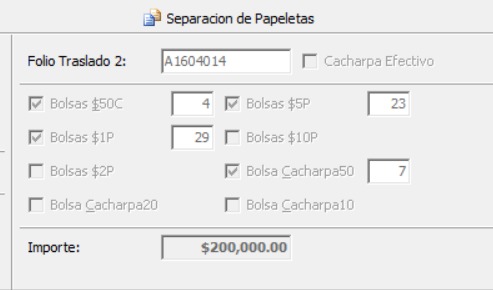 Separacion de Papeletas
Folio Traslado 2: A1604014 Cacharpa Efectivo
Bolsas $50C 4 Bolsas $5P 23
Bolsas $1P 29 Bolsas $10P
Bolsas $2P Bolsa Cacharpa50 7
Bolsa Cacharpa20 Bolsa Cacharpa10
Importe: $200,000.00